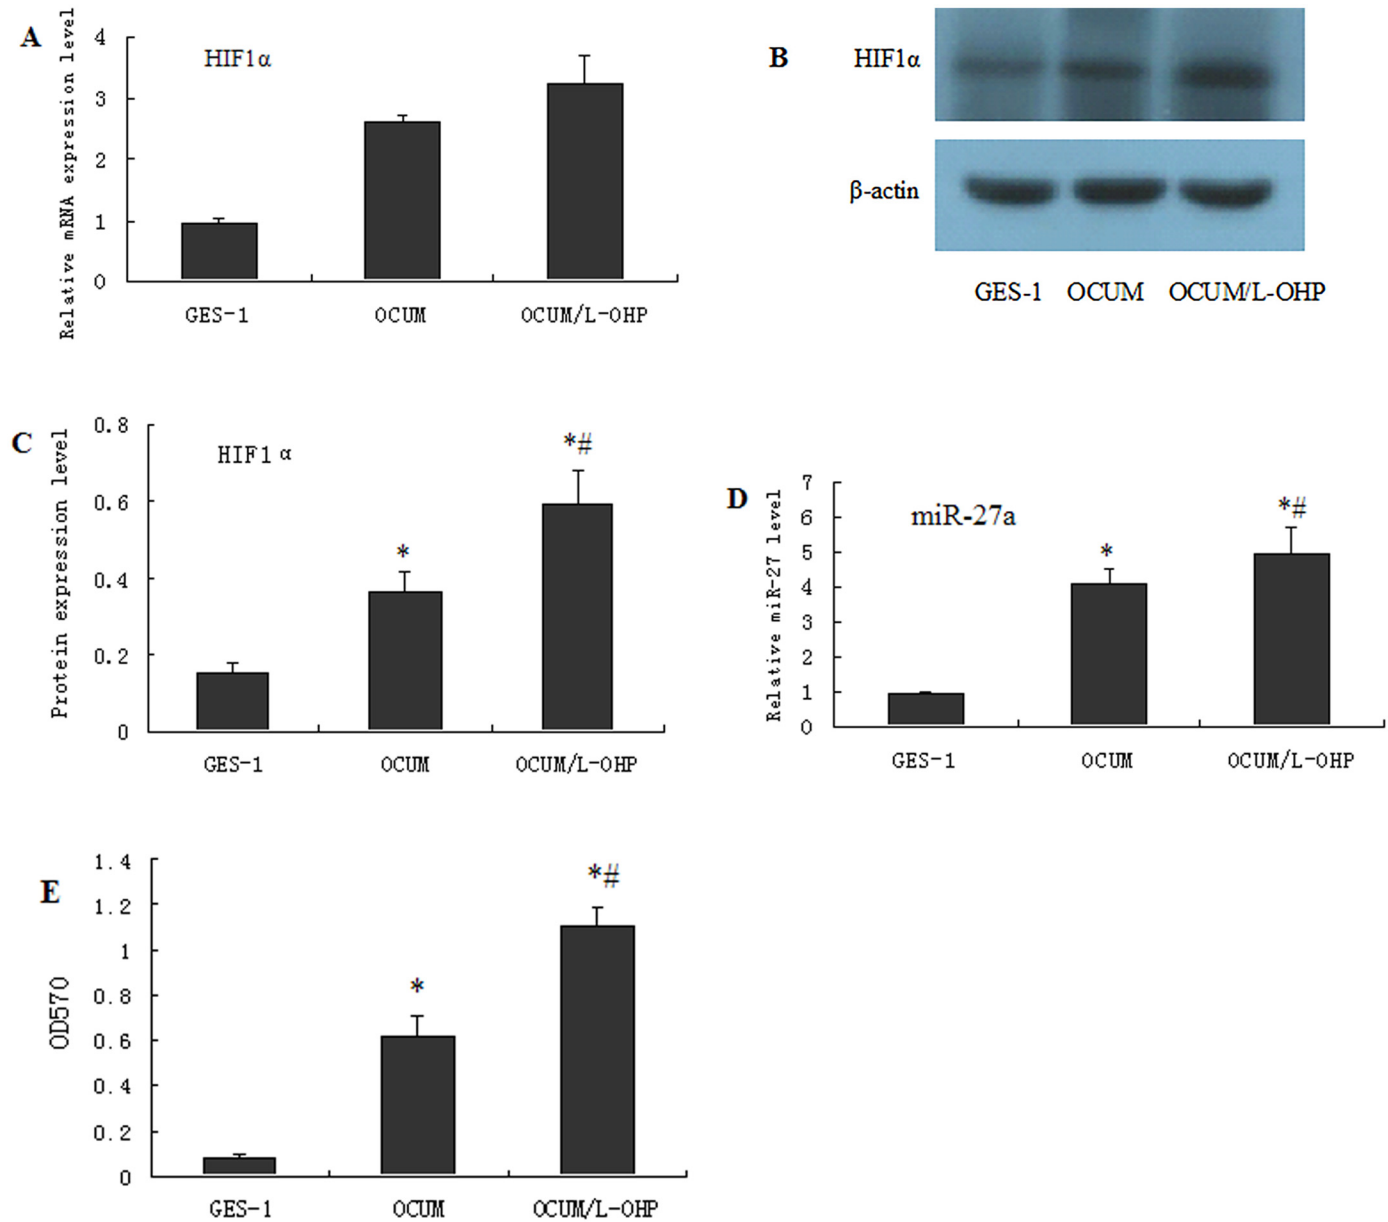 A
Relative mRNA expression level
HIF1α
4
3
2
1
0
GES-1 OCUM OCUM/L-OHP
B
HIF1α
β-actin
GES-1 OCUM OCUM/L-OHP
C
Protein expression level
HIF1 α
0.8
0.6
0.4
0.2
0
*
*#
GES-1 OCUM OCUM/L-OHP
D
Relative miR-27 level
miR-27a
7
6
5
4
3
2
1
0
*
*#
GES-1 OCUM OCUM/L-OHP
E
OD570
1.4
1.2
1
0.8
0.6
0.4
0.2
0
*
*#
GES-1 OCUM OCUM/L-OHP